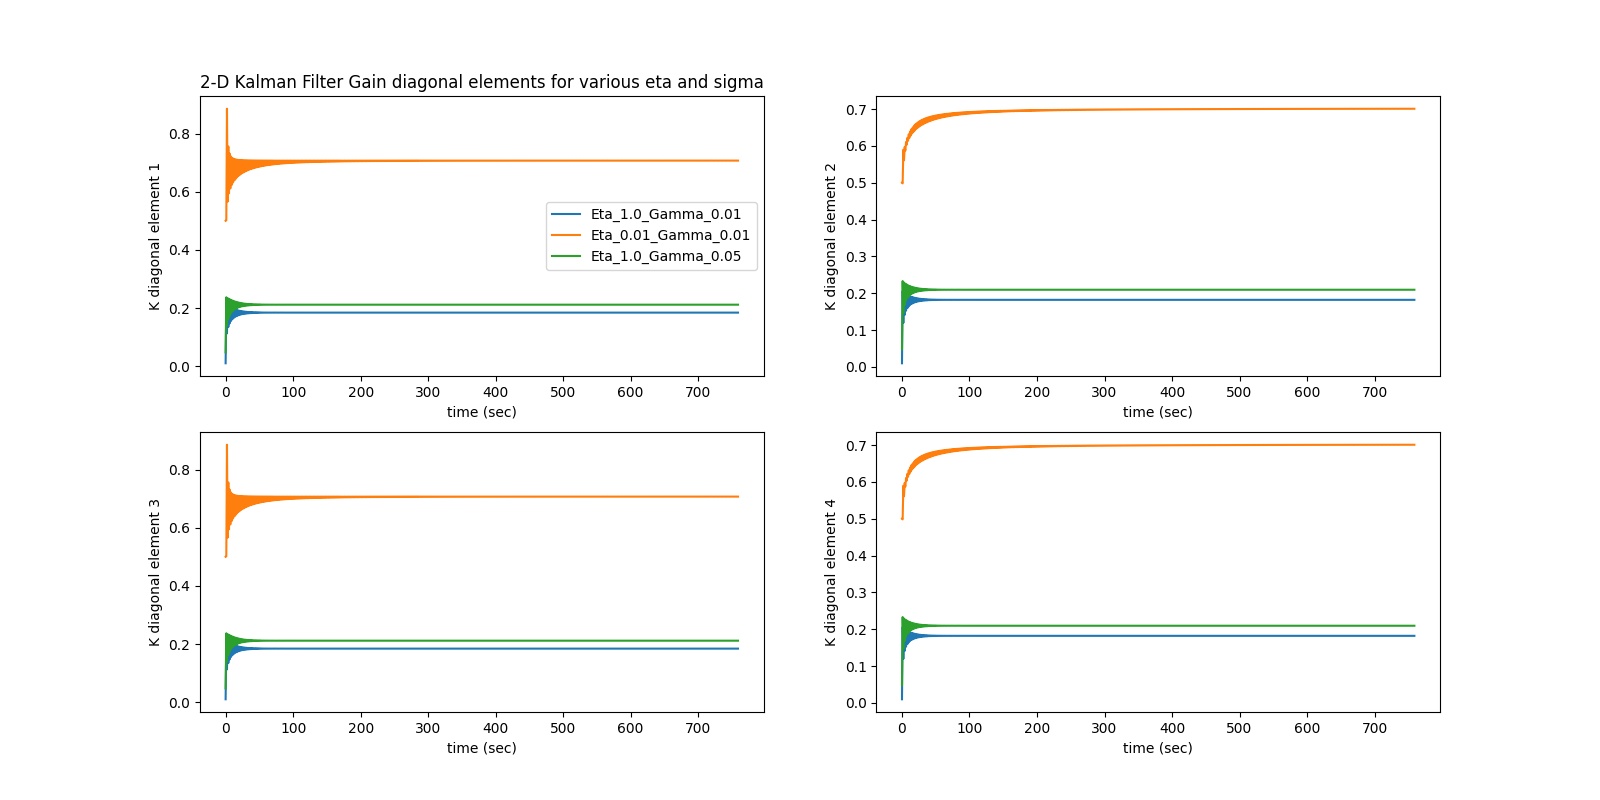 2-D Kalman Filter Gain diagonal elements for various eta and sigma
K diagonal element 1
0.8
0.6
0.4
0.2
0.0
Eta_1.0_Gamma_0.01
Eta_0.01_Gamma_0.01
Eta_1.0_Gamma_0.05
0 100 200 300 400 500 600 700
time (sec)
K diagonal element 2
0.7
0.6
0.5
0.4
0.3
0.2
0.1
0.0
0 100 200 300 400 500 600 700
time (sec)
K diagonal element 3
0.8
0.6
0.4
0.2
0.0
0 100 200 300 400 500 600 700
time (sec)
K diagonal element 4
0.7
0.6
0.5
0.4
0.3
0.2
0.1
0.0
0 100 200 300 400 500 600 700
time (sec)